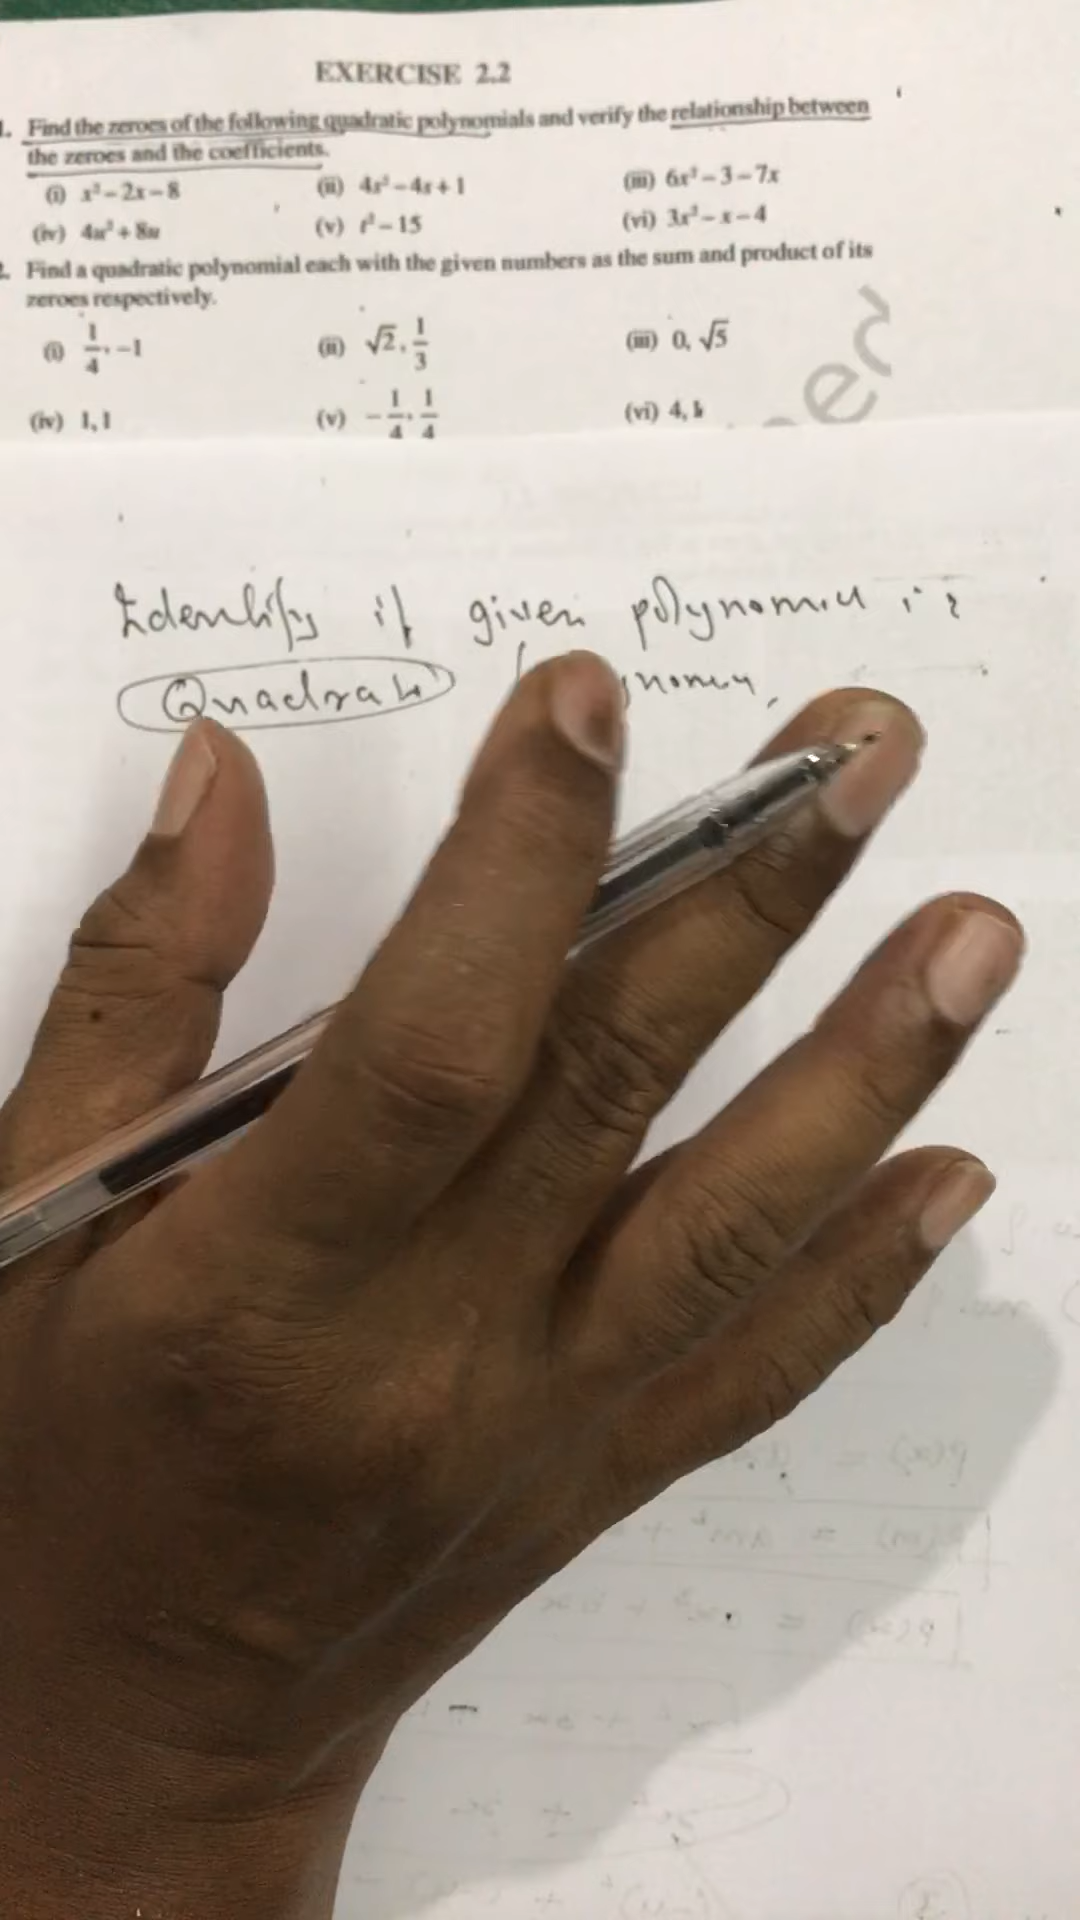 EXERCISE 2.2
Find the zeroes of the following quadratic polynomials and verify the relationship between
the zeroes and the coefficients.
(i) x² – 2x – 8 (ii) 4s² – 4s + 1 (iii) 6x² – 3 – 7x
(iv) 4u² + 8u (v) t² – 15 (vi) 3x² – x – 4
Find a quadratic polynomial each with the given numbers as the sum and product of its
zeroes respectively.
(i) 1/4, –1 (ii) √2, 1/3 (iii) 0, √5
(iv) 1, 1 (v) –1/4, 1/4 (vi) 4, 1
Identify if given polynomial is
Quadratic